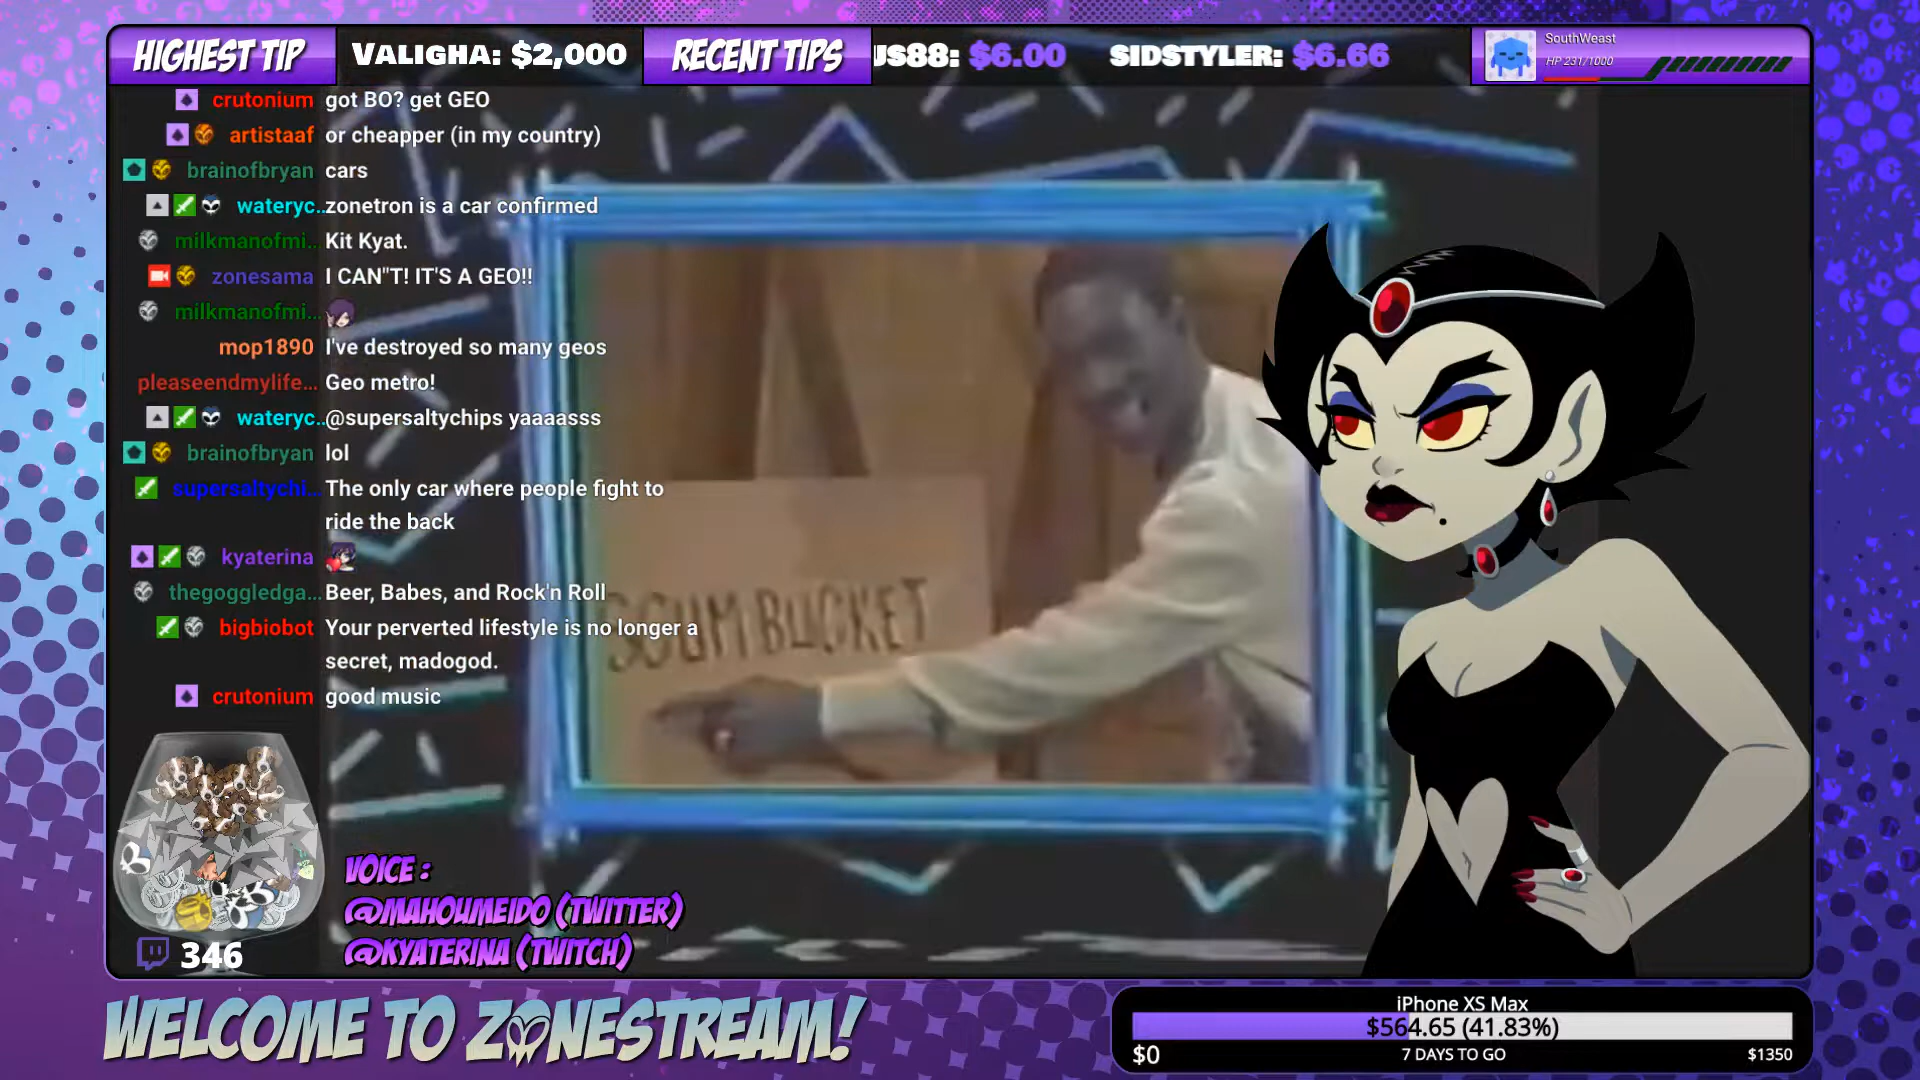 HIGHEST TIP
VALIGHA: $2,000
RECENT TIPS
US88: $6.00
SIDSTYLER: $6.66
SouthWeast
HP 231/1000
crutonium got BO? get GEO
artistaaf or cheapper (in my country)
brainofbryan cars
wateryc.. zonetron is a car confirmed
milkmanofmi... Kit Kyat.
zonesama I CAN"T! IT'S A GEO!!
milkmanofmi...
mop1890 I've destroyed so many geos
pleaseendmylife... Geo metro!
wateryc.. @supersaltychips yaaaasss
brainofbryan lol
supersaltychi... The only car where people fight to
ride the back
kyaterina
thegoggledga... Beer, Babes, and Rock'n Roll
bigbiobot Your perverted lifestyle is no longer a
secret, madogod.
crutonium good music
SCUM BUCKET
VOICE :
@MAHOUMEIDO (TWITTER)
@KYATERINA (TWITCH)
346
WELCOME TO ZONESTREAM!
iPhone XS Max
$564.65 (41.83%)
$0
7 DAYS TO GO
$1350